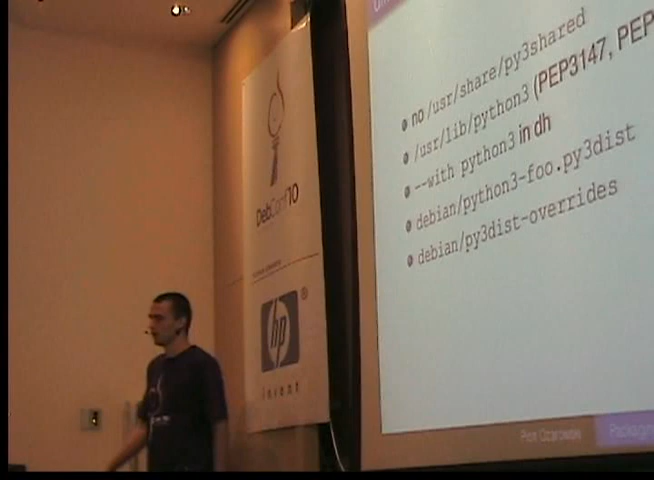 no /usr/share/py3shared
/usr/lib/python3 (PEP3147, PEP
--with python3 in dh
debian/python3-foo.py3dist
debian/py3dist-overrides
DebConf10
hp
®
invent
Piotr Ożarowski